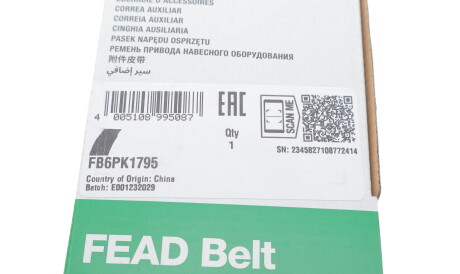 COURROIE D'ACCESSOIRES
CORREA AUXILIAR
CORREIA AUXILIAR
CINGHIA AUSILIARIA
PASEK NAPĘDU OSPRZĘTU
РЕМЕНЬ ПРИВОДА НАВЕСНОГО ОБОРУДОВАНИЯ
附件皮带
سير إضافي
4 005108 995087
EAC
Qty
1
SCAN ME
SN: 2345827108772414
FB6PK1795
Country of Origin: China
Batch: E001232029
FEAD Belt